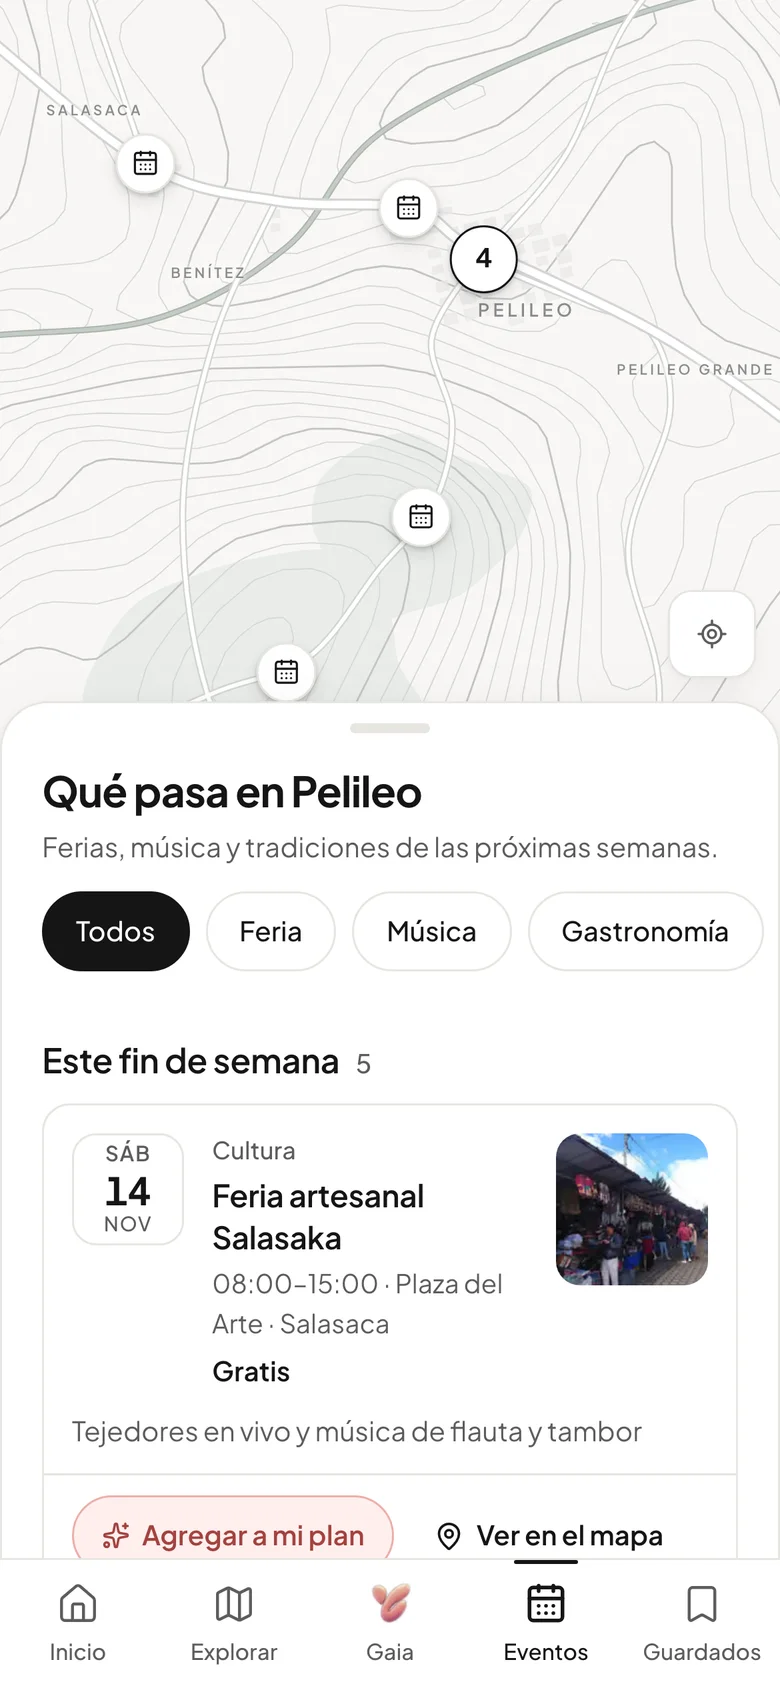 SALASACA
BENÍTEZ
4
PELILEO
PELILEO GRANDE
Qué pasa en Pelileo
Ferias, música y tradiciones de las próximas semanas.
Todos
Feria
Música
Gastronomía
Este fin de semana 5
SÁB
14
NOV
Cultura
Feria artesanal
Salasaka
08:00–15:00 · Plaza del
Arte · Salasaca
Gratis
Tejedores en vivo y música de flauta y tambor
Agregar a mi plan
Ver en el mapa
Inicio
Explorar
Gaia
Eventos
Guardados